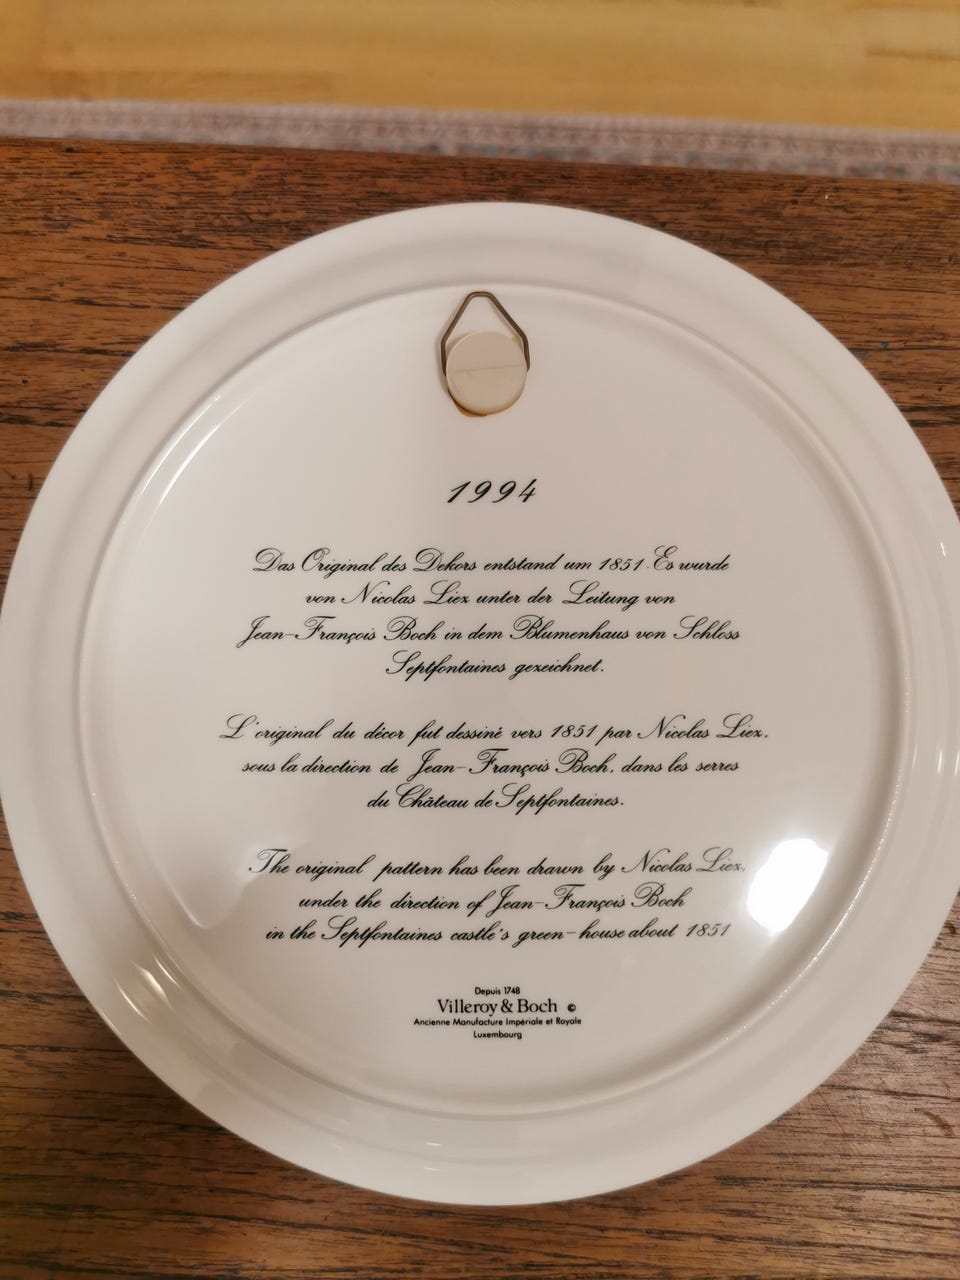 1994
Das Original des Dekors entstand um 1851. Es wurde
von Nicolas Liez unter der Leitung von
Jean-François Boch in dem Blumenhaus von Schloss
Septfontaines gezeichnet.
L'original du décor fut dessiné vers 1851 par Nicolas Liez,
sous la direction de Jean-François Boch, dans les serres
du Château de Septfontaines.
The original pattern has been drawn by Nicolas Liez,
under the direction of Jean-François Boch
in the Septfontaines castle's green-house about 1851
Depuis 1748
Villeroy & Boch ©
Ancienne Manufacture Impériale et Royale
Luxembourg